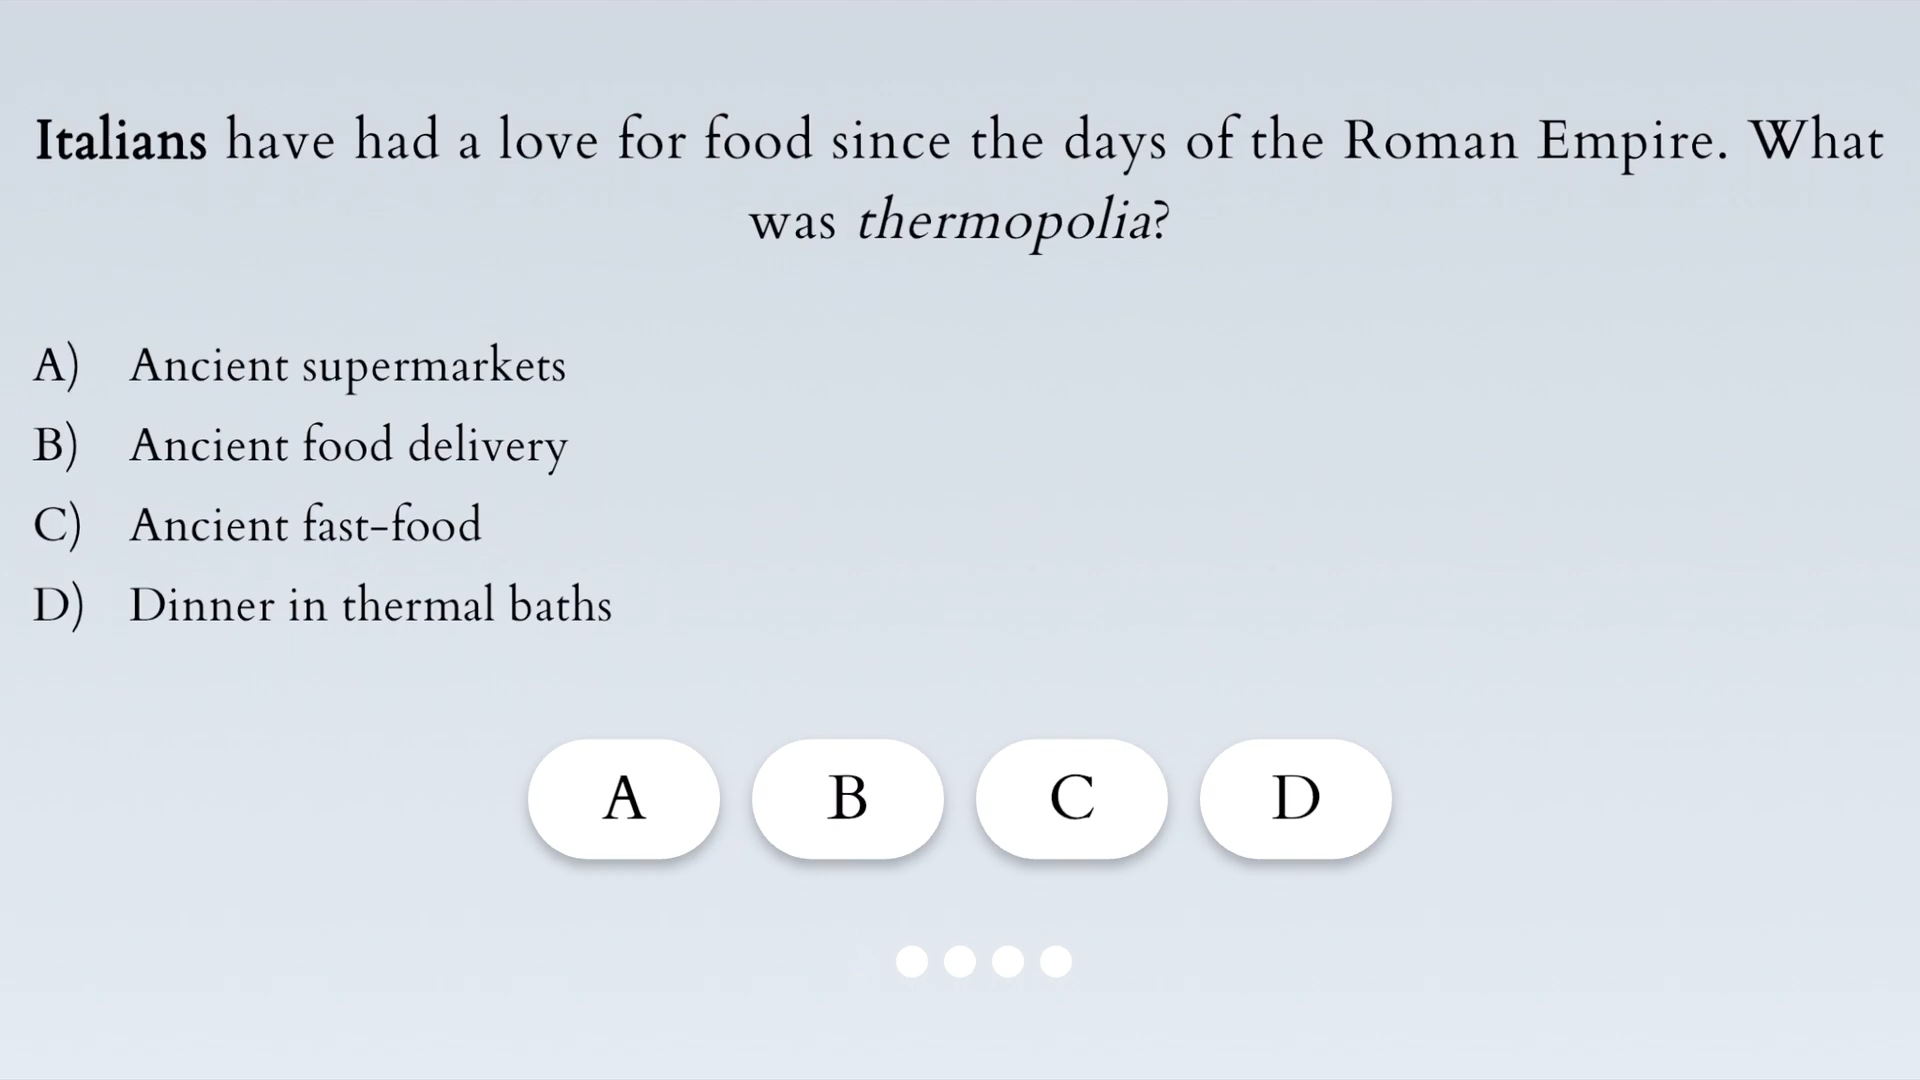 Italians have had a love for food since the days of the Roman Empire. What
was thermopolia?
A) Ancient supermarkets
B) Ancient food delivery
C) Ancient fast-food
D) Dinner in thermal baths
A B C D